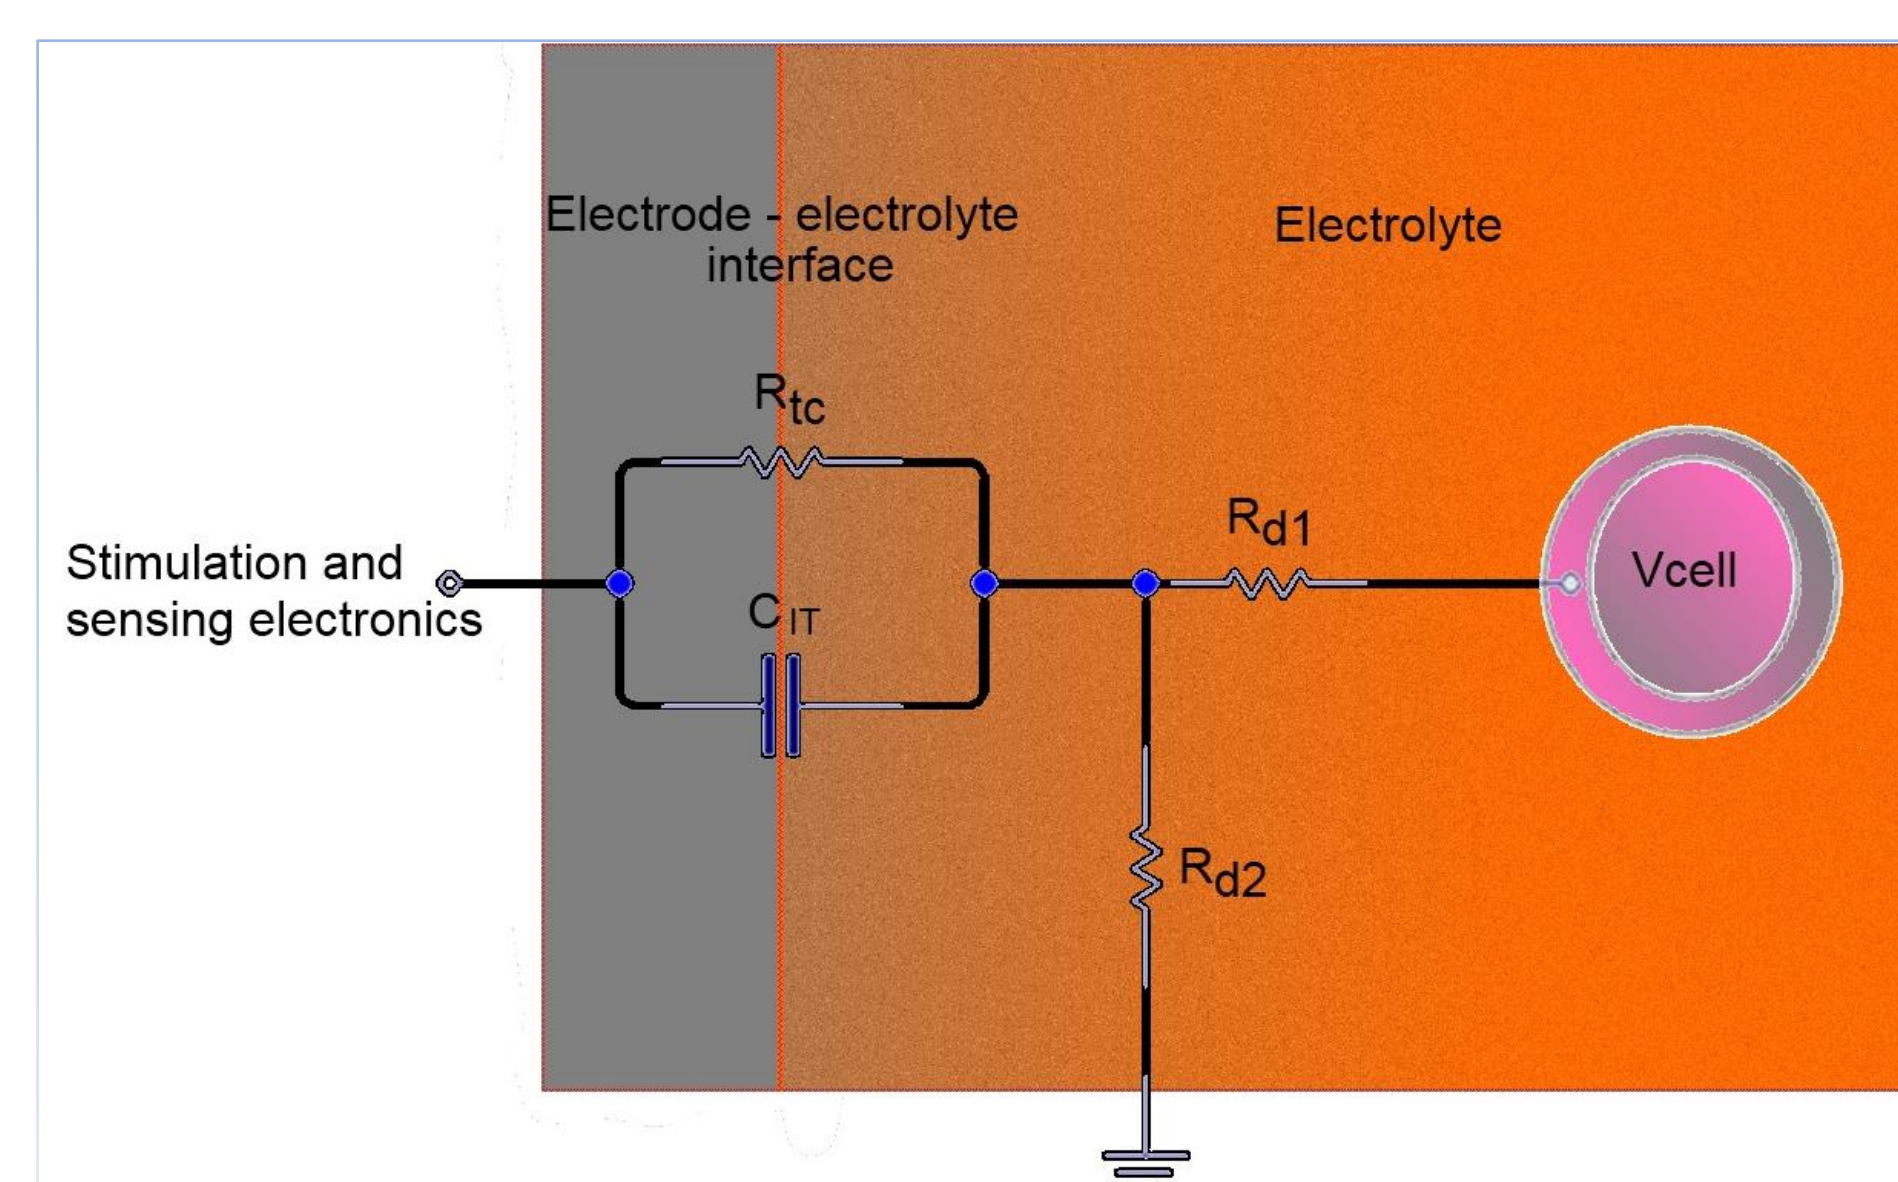 Electrode - electrolyte
interface
Electrolyte
Rtc
Rd1
Stimulation and
sensing electronics
CIT
Vcell
Rd2